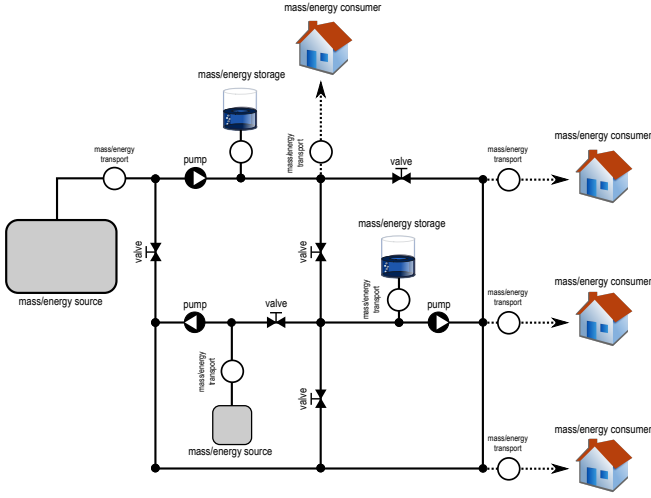 mass/energy consumer
mass/energy storage
mass/energy
transport
pump
mass/energy
transport
valve
mass/energy consumer
mass/energy
transport
mass/energy source
valve
valve
mass/energy storage
mass/energy
transport
mass/energy consumer
mass/energy
transport
pump
valve
pump
mass/energy
transport
valve
mass/energy source
mass/energy consumer
mass/energy
transport